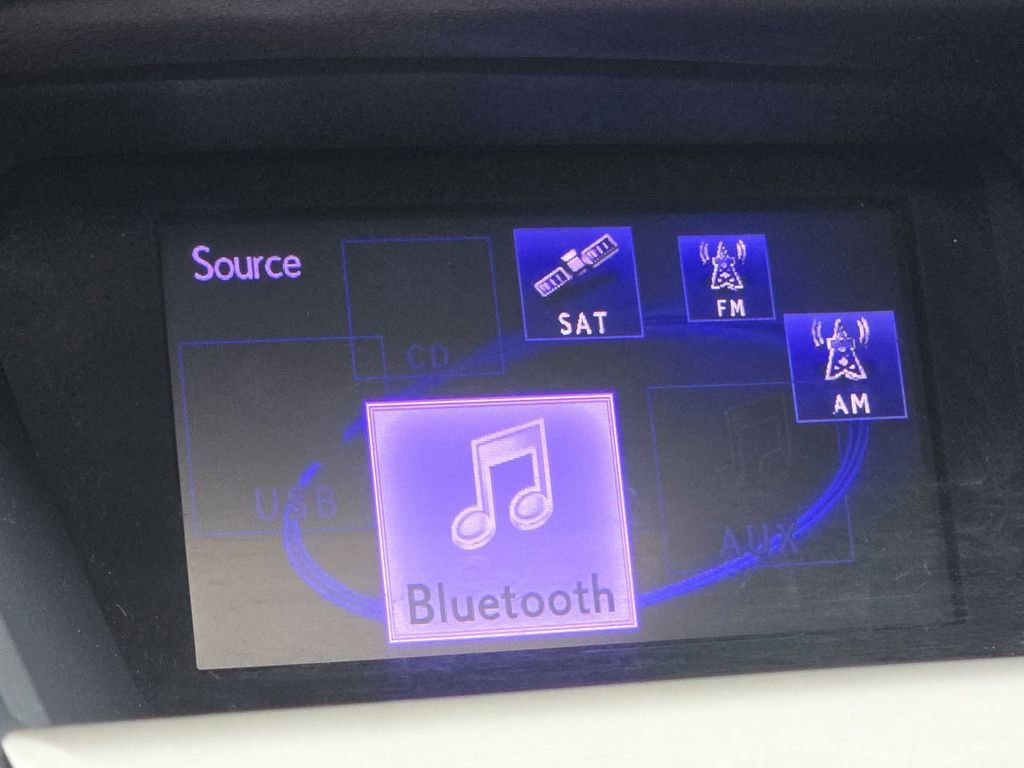 Source
SAT
FM
CD
AM
USB
AUX
Bluetooth